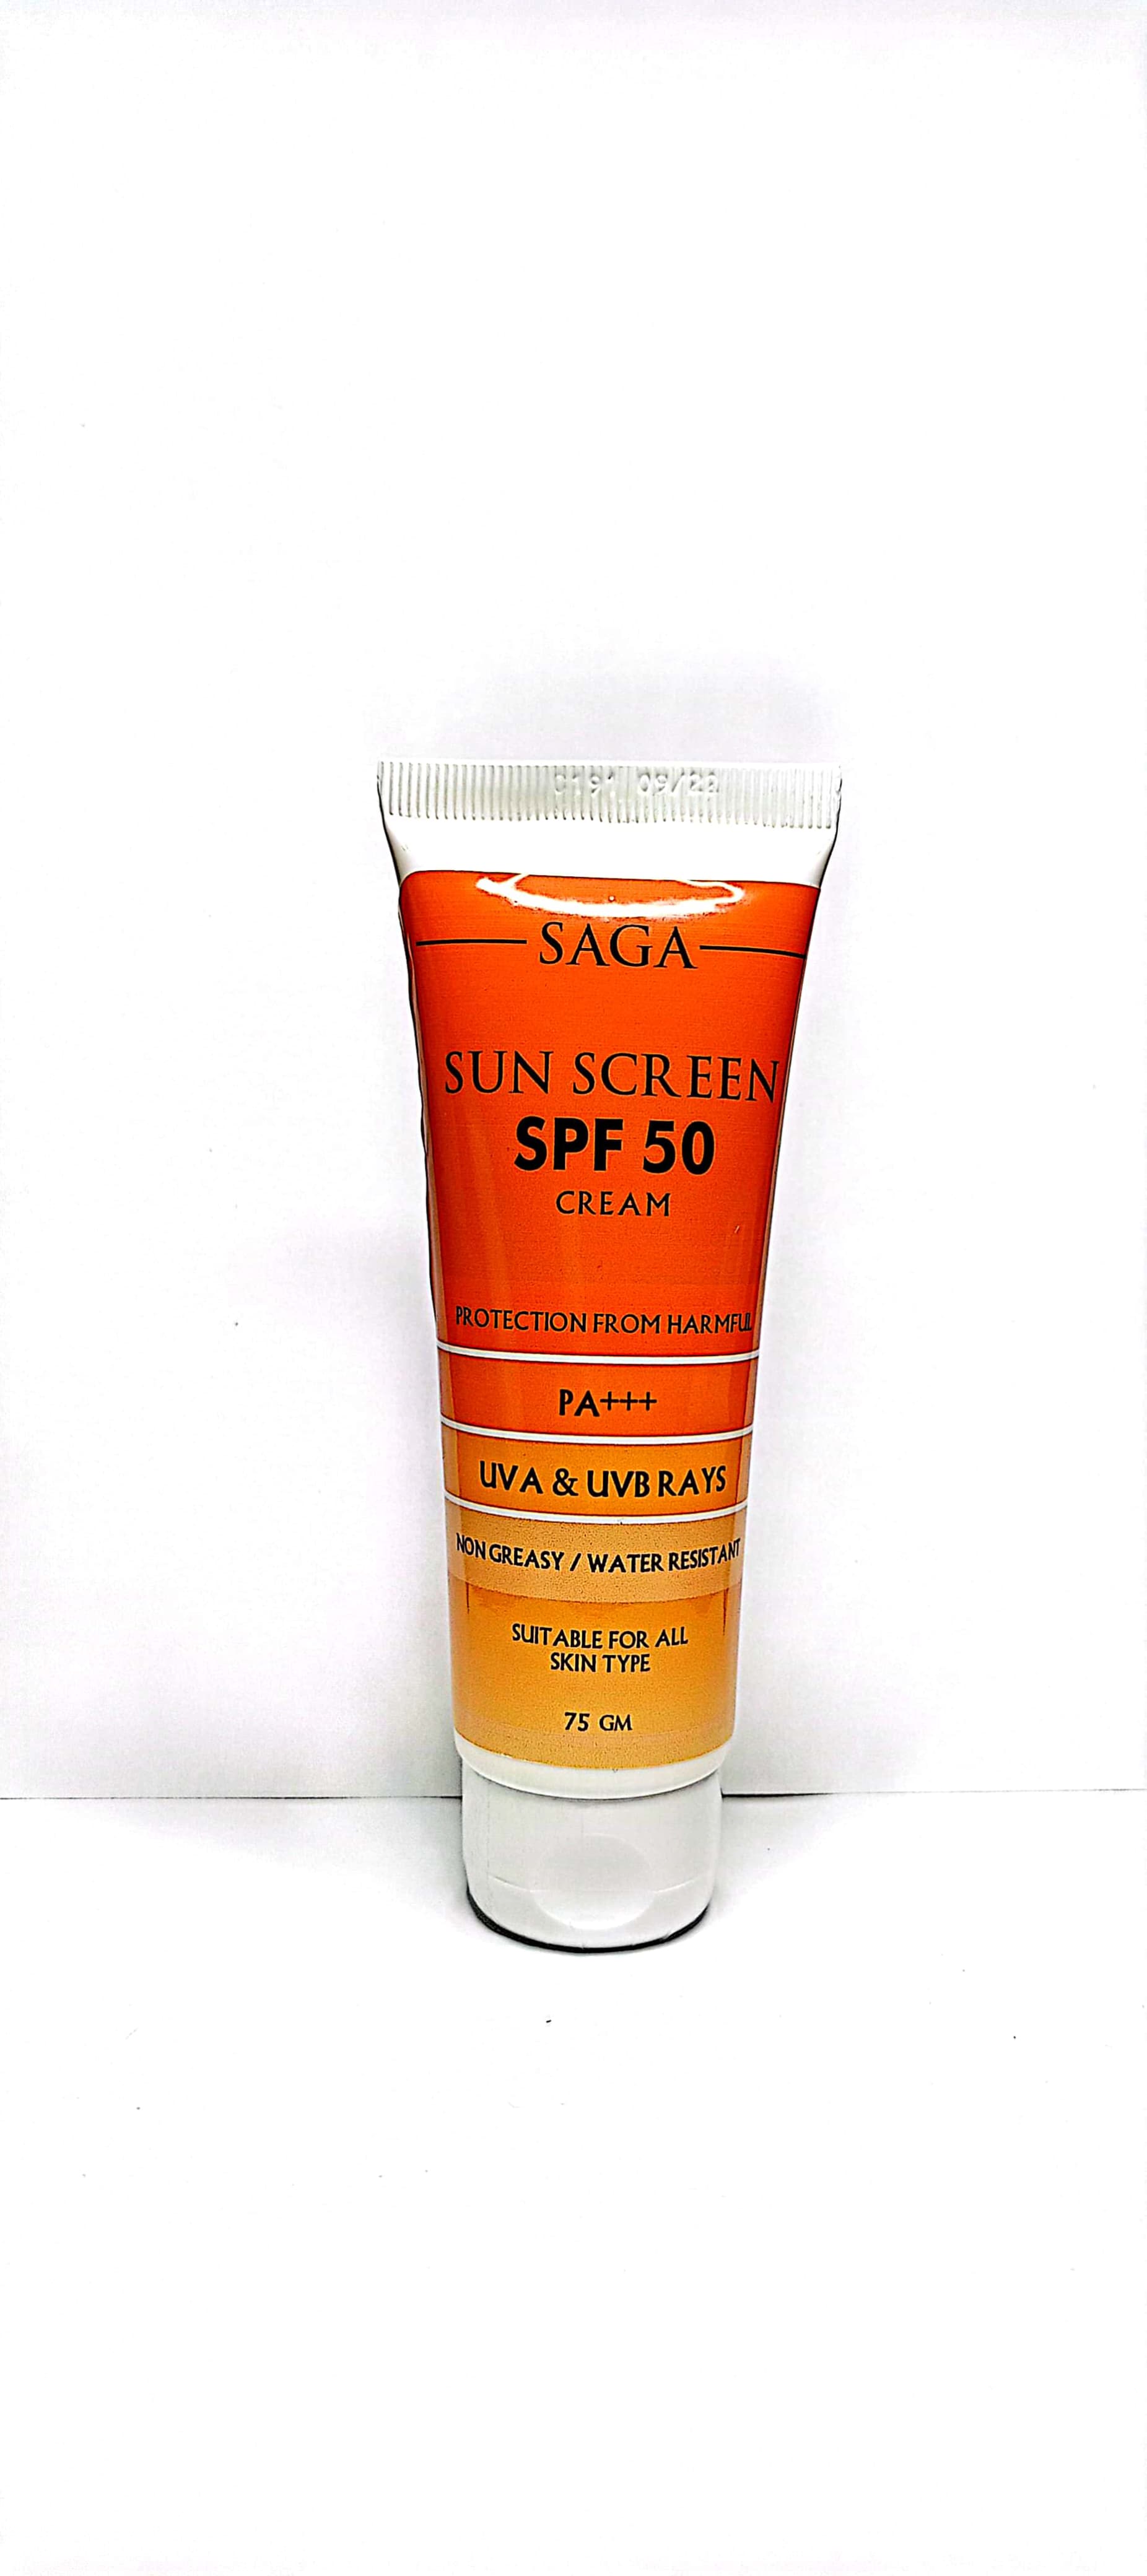 SAGA
SUN SCREEN
SPF 50
CREAM
PROTECTION FROM HARMFUL
PA+++
UVA & UVB RAYS
NON GREASY / WATER RESISTANT
SUITABLE FOR ALL
SKIN TYPE
75 GM